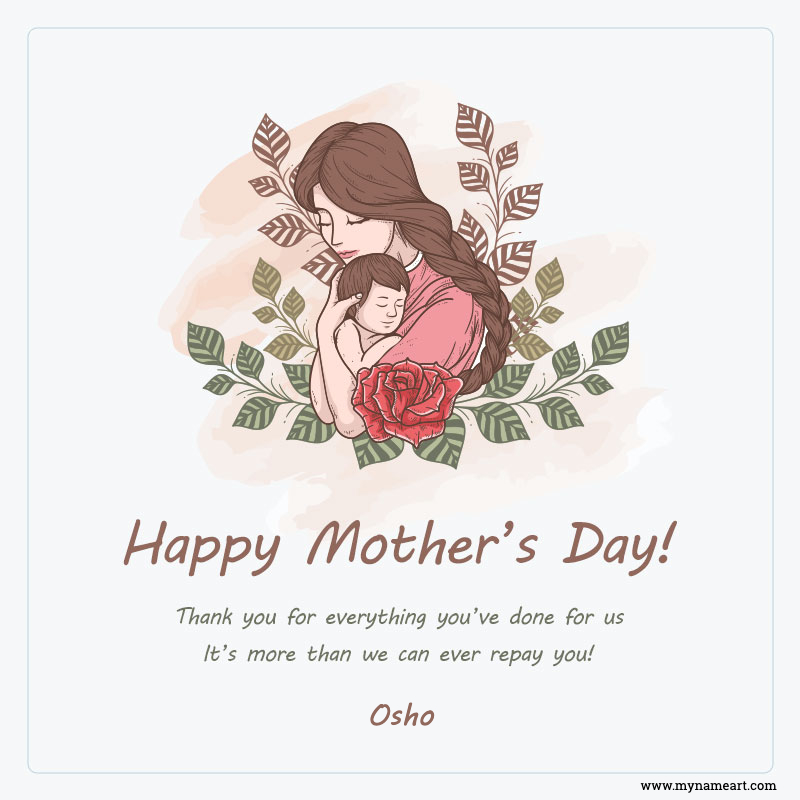 Happy Mother's Day!
Thank you for everything you've done for us
It's more than we can ever repay you!
Osho
www.mynameart.com